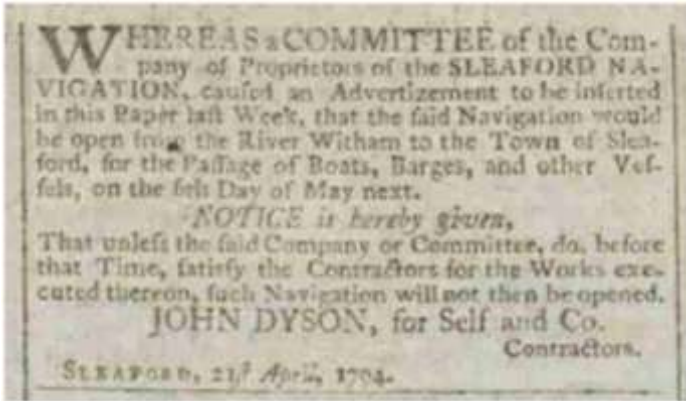 WHEREAS a COMMITTEE of the Com-
pany of Proprietors of the SLEAFORD NA-
VIGATION, cauſed an Advertizement to be inſerted
in this Paper laſt Week, that the ſaid Navigation would
be open from the River Witham to the Town of Slea-
ford, for the Paſſage of Boats, Barges, and other Veſ-
ſels, on the Day of May next.
NOTICE is hereby given,
That unleſs the ſaid Company or Committee, do, before
that Time, ſatisfy the Contractors for the Works exe-
cuted thereon, ſuch Navigation will not then be opened.
JOHN DYSON, for Self and Co.
Contractors.
SLEAFORD, 21ſt April, 1794.